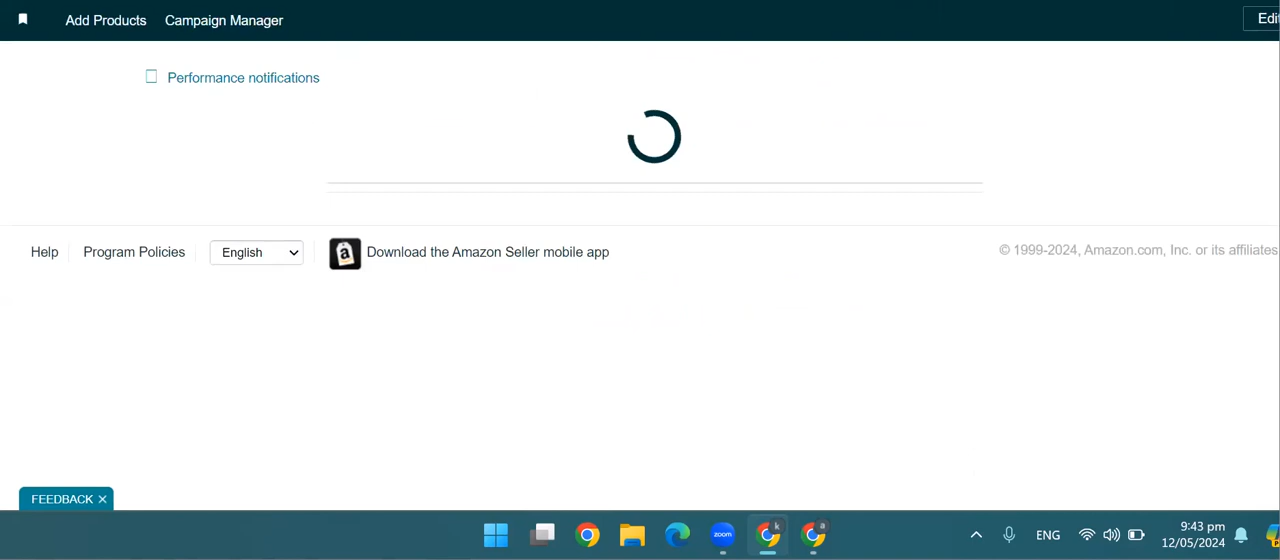 Add Products Campaign Manager
Performance notifications
Help Program Policies English Download the Amazon Seller mobile app © 1999-2024, Amazon.com, Inc. or its affiliates
FEEDBACK ×
zoom k a ENG 9:43 pm
12/05/2024